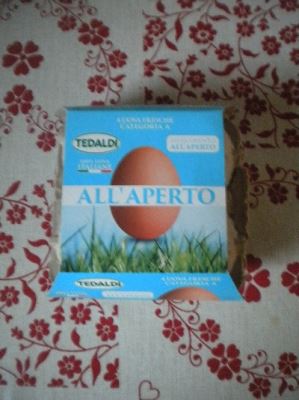 4 UOVA FRESCHE
CATEGORIA A
TEDALDI
100% UOVA
ITALIANE
ALL'APERTO
ALL'APERTO
TEDALDI
4 UOVA FRESCHE
CATEGORIA A